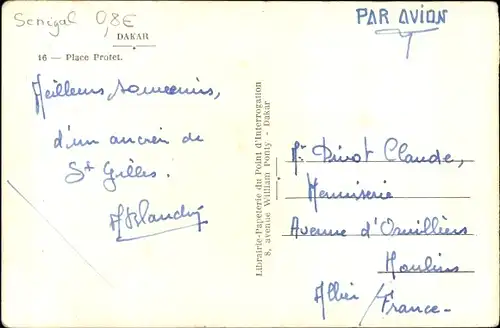 Senegal 0,8€
DAKAR
16 — Place Protet.
Meilleurs souvenirs,
d'un ancien de
St Gilles.
PAR AVION
Librairie-Papeterie du Point d'Interrogation
8, avenue William Ponty - Dakar
Mr Pivot Claude,
Menuiserie
Avenue d'Orvilliers
Moulins
Allier / France-